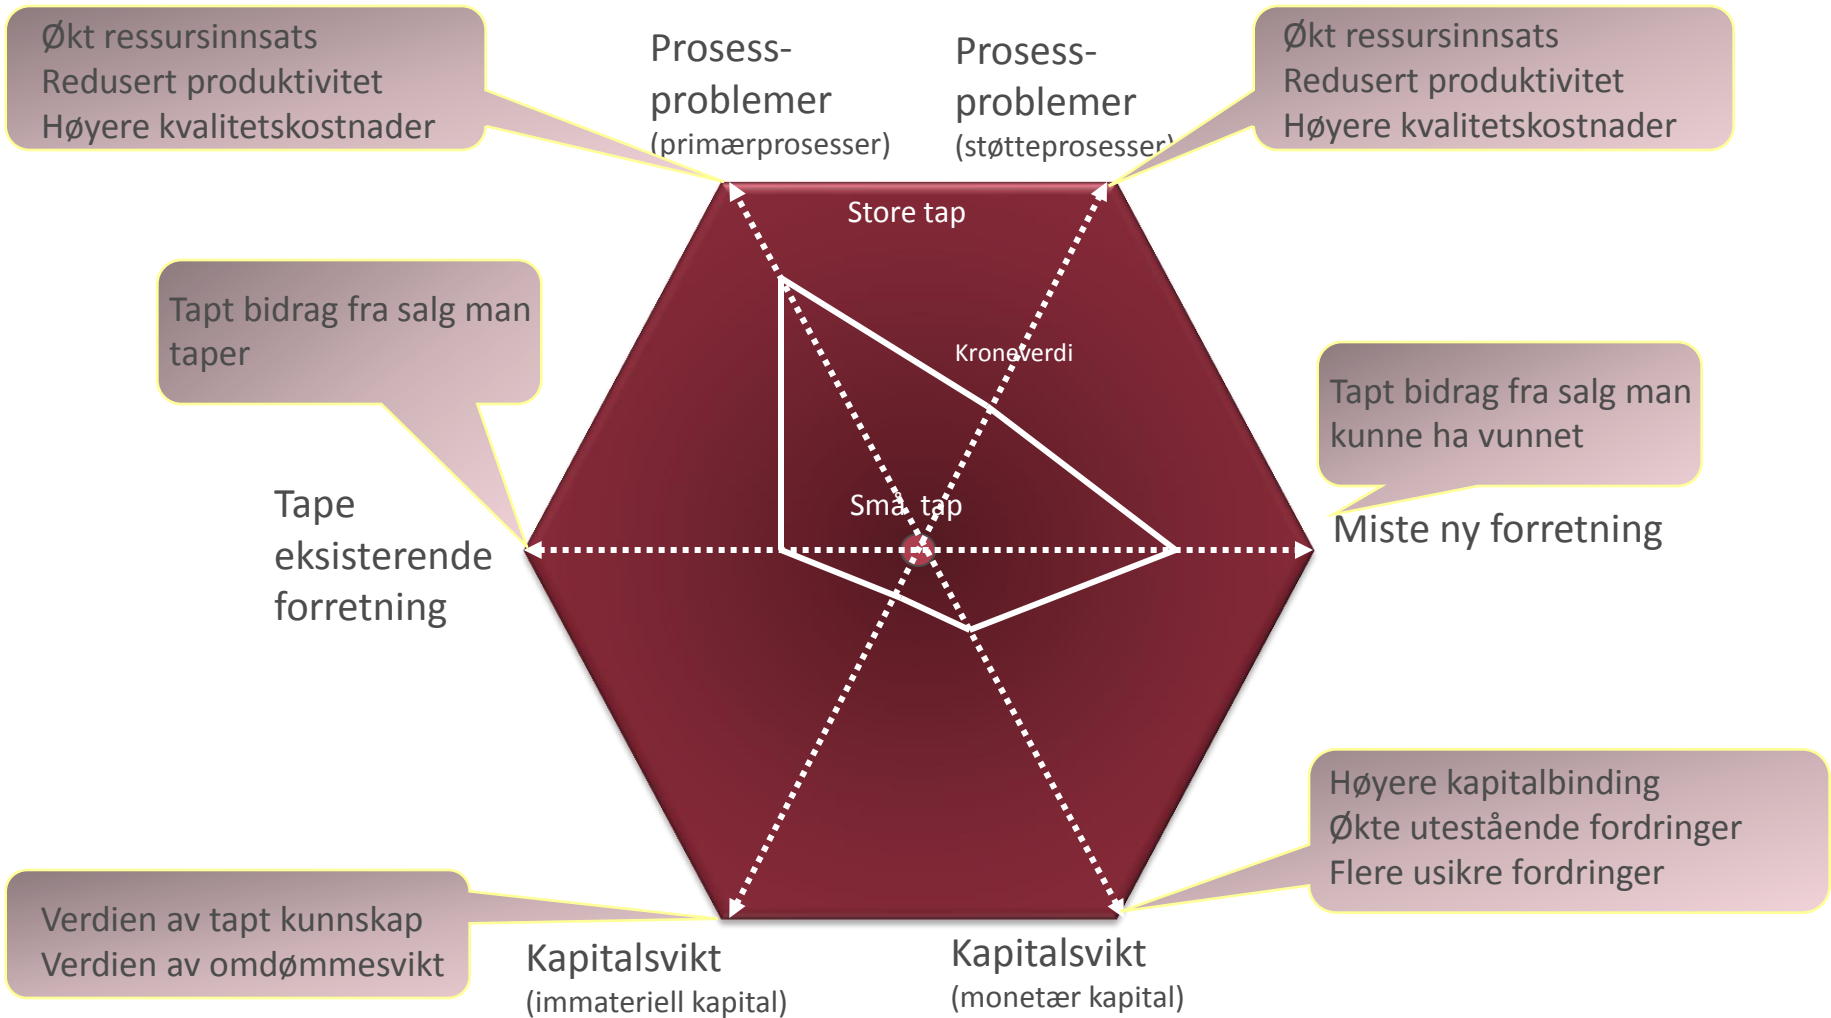 Økt ressursinnsats
Redusert produktivitet
Høyere kvalitetskostnader
Prosess-
problemer
(primærprosesser)
Prosess-
problemer
(støtteprosesser)
Økt ressursinnsats
Redusert produktivitet
Høyere kvalitetskostnader
Store tap
Tapt bidrag fra salg man
taper
Kroneverdi
Tapt bidrag fra salg man
kunne ha vunnet
Små tap
Tape
eksisterende
forretning
Miste ny forretning
Høyere kapitalbinding
Økte utestående fordringer
Flere usikre fordringer
Verdien av tapt kunnskap
Verdien av omdømmesvikt
Kapitalsvikt
(immateriell kapital)
Kapitalsvikt
(monetær kapital)